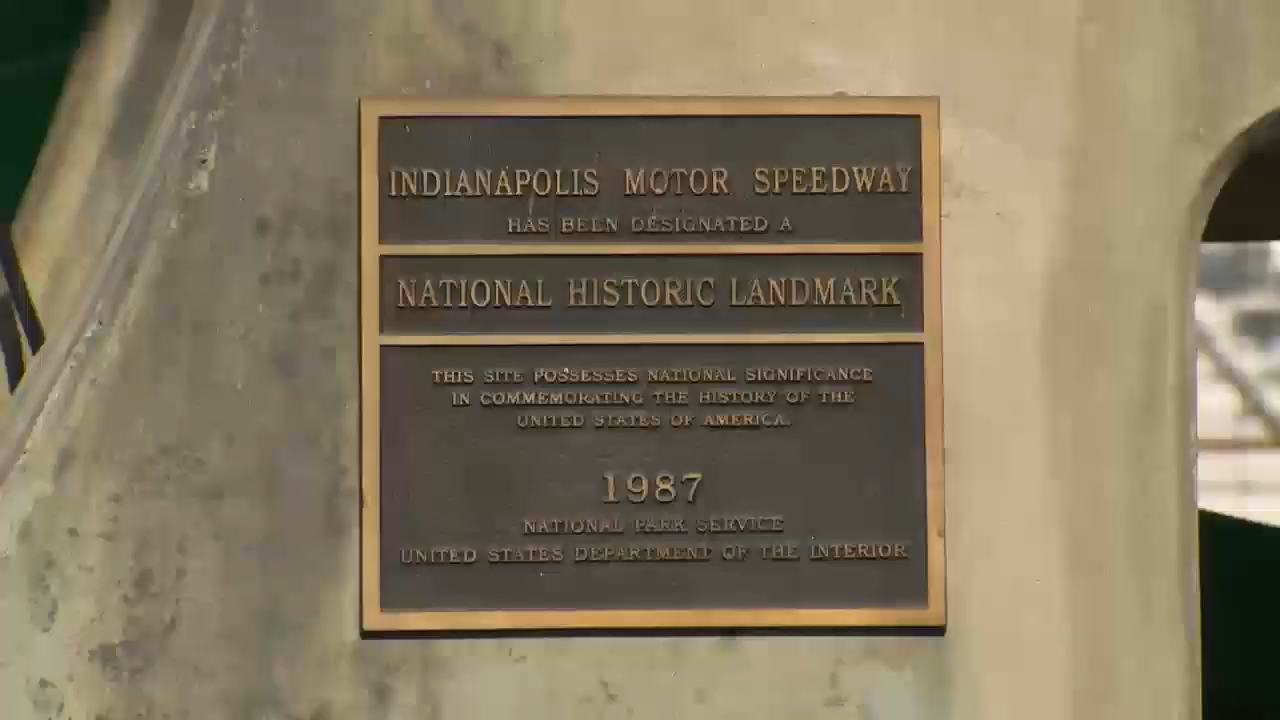 INDIANAPOLIS MOTOR SPEEDWAY
HAS BEEN DESIGNATED A
NATIONAL HISTORIC LANDMARK
THIS SITE POSSESSES NATIONAL SIGNIFICANCE
IN COMMEMORATING THE HISTORY OF THE
UNITED STATES OF AMERICA.
1987
NATIONAL PARK SERVICE
UNITED STATES DEPARTMENT OF THE INTERIOR